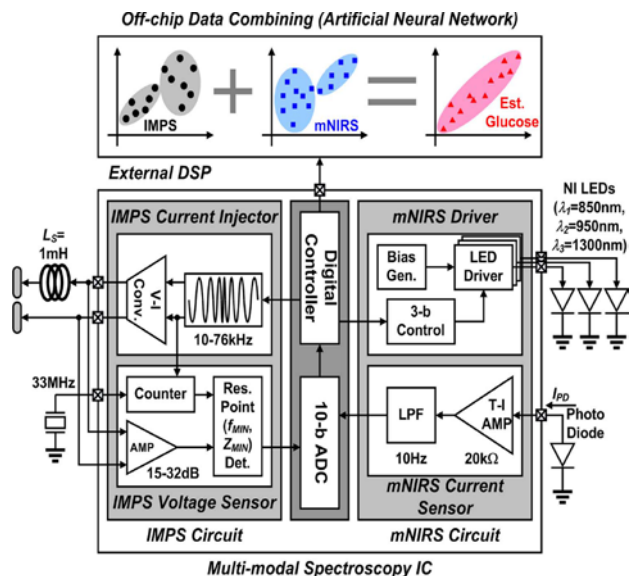 Off-chip Data Combining (Artificial Neural Network)
IMPS
mNIRS
Est.
Glucose
External DSP
NI LEDs
(λ1=850nm,
λ2=950nm,
λ3=1300nm)
LS=
1mH
IMPS Current Injector
V-I
Conv.
10-76kHz
Digital
Controller
mNIRS Driver
Bias
Gen.
LED
Driver
3-b
Control
33MHz
Counter
AMP
15-32dB
Res.
Point
(fMIN,
ZMIN)
Det.
IMPS Voltage Sensor
10-b ADC
LPF
10Hz
T-I
AMP
20kΩ
mNIRS Current
Sensor
IPD
Photo
Diode
IMPS Circuit
mNIRS Circuit
Multi-modal Spectroscopy IC